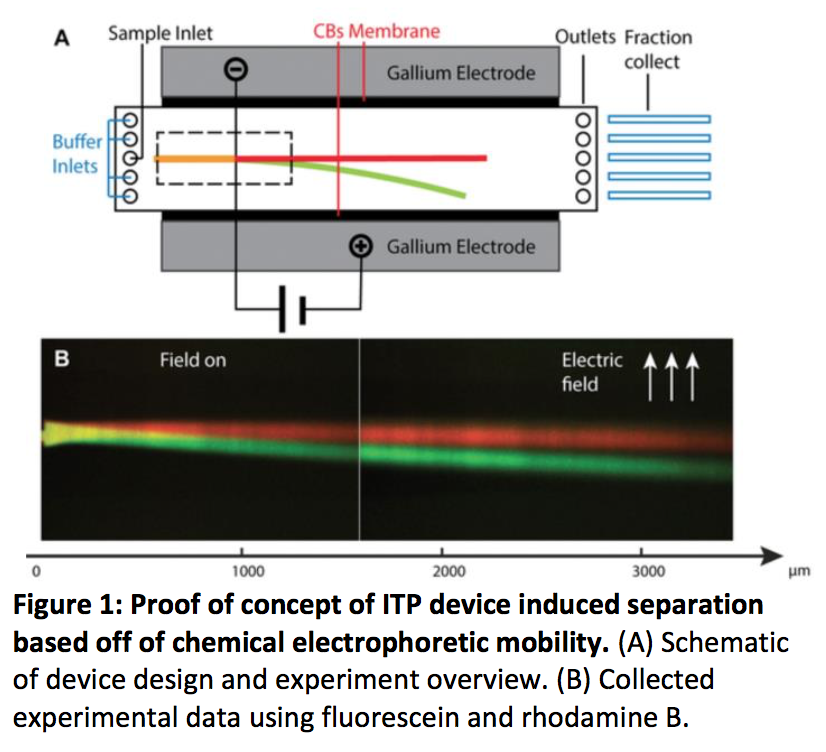 A
Sample Inlet
CBs Membrane
Outlets Fraction
collect
Gallium Electrode
Buffer
Inlets
Gallium Electrode
B
Field on
Electric
field
0
1000
2000
3000
µm
Figure 1: Proof of concept of ITP device induced separation
based off of chemical electrophoretic mobility. (A) Schematic
of device design and experiment overview. (B) Collected
experimental data using fluorescein and rhodamine B.